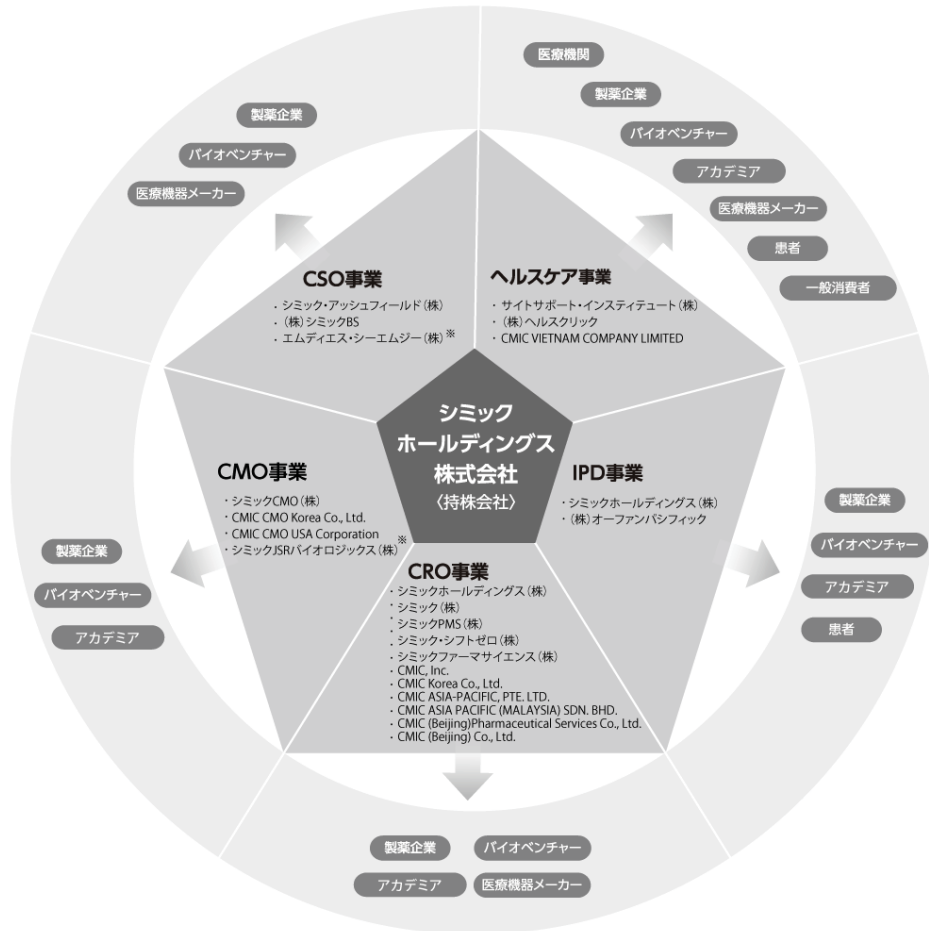 医療機関
製薬企業
バイオベンチャー
アカデミア
医療機器メーカー
患者
一般消費者
製薬企業
バイオベンチャー
医療機器メーカー
CSO事業
・シミック・アッシュフィールド(株)
・(株)シミックBS
・エムディエス・シーエムジー(株)※
ヘルスケア事業
・サイトサポート・インスティテュート(株)
・(株)ヘルスクリック
・CMIC VIETNAM COMPANY LIMITED
シミック
ホールディングス
株式会社
〈持株会社〉
CMO事業
・シミックCMO(株)
・CMIC CMO Korea Co., Ltd.
・CMIC CMO USA Corporation
・シミックJSRバイオロジックス(株)※
IPD事業
・シミックホールディングス(株)
・(株)オーファンパシフィック
製薬企業
バイオベンチャー
アカデミア
製薬企業
バイオベンチャー
アカデミア
患者
CRO事業
・シミックホールディングス(株)
・シミック(株)
・シミックPMS(株)
・シミック・シフトゼロ(株)
・シミックファーマサイエンス(株)
・CMIC, Inc.
・CMIC Korea Co., Ltd.
・CMIC ASIA-PACIFIC, PTE. LTD.
・CMIC ASIA PACIFIC (MALAYSIA) SDN. BHD.
・CMIC (Beijing)Pharmaceutical Services Co., Ltd.
・CMIC (Beijing) Co., Ltd.
製薬企業 バイオベンチャー
アカデミア 医療機器メーカー